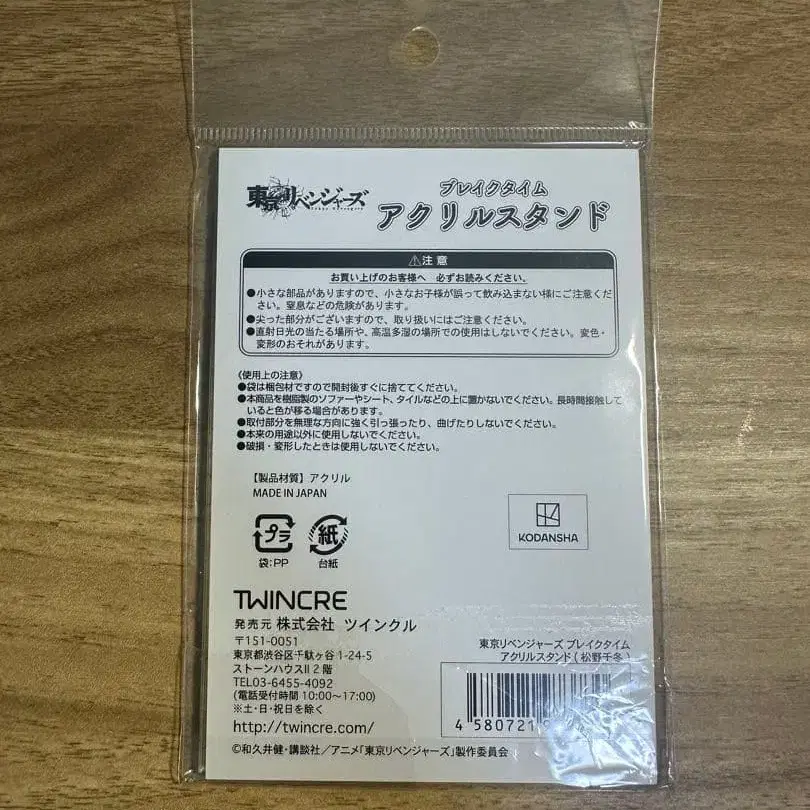 東京リベンジャーズ
ブレイクタイム
アクリルスタンド
⚠注意
お買い上げのお客様へ 必ずお読みください。
●小さな部品がありますので、小さなお子様が誤って飲み込まない様にご注意くだ
さい。窒息などの危険があります。
●尖った部分がございますので、取り扱いにはご注意ください。
●直射日光の当たる場所や、高温多湿の場所での使用はしないでください。変色・
変形のおそれがあります。
《使用上の注意》
●袋は梱包材ですので開封後すぐに捨ててください。
●本商品を樹脂製のソファーやシート、タイルなどの上に置かないでください。長時間接触して
いると色が移る場合があります。
●取付部分を無理な方向に強く引っ張ったり、曲げたりしないでください。
●本来の用途以外に使用しないでください。
●破損・変形したときは使用しないでください。
【製品材質】アクリル
MADE IN JAPAN
プラ
袋:PP
紙
台紙
KODANSHA
TWINCRE
発売元 株式会社 ツインクル
〒151-0051
東京都渋谷区千駄ヶ谷 1-24-5
ストーンハウスⅡ 2階
TEL03-6455-4092
(電話受付時間 10:00〜17:00)
※土・日・祝日を除く
http://twincre.com/
東京リベンジャーズ ブレイクタイム
アクリルスタンド(松野千冬)
4 580721
©和久井健・講談社／アニメ「東京リベンジャーズ」製作委員会